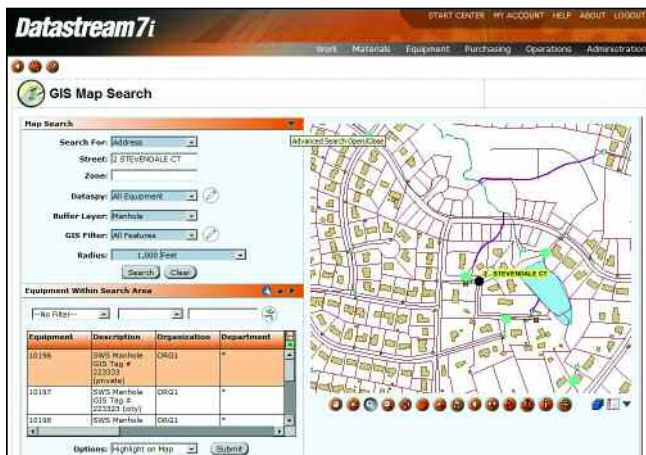 START CENTER MY ACCOUNT HELP ABOUT LOGOUT
Datastream7i
Work Materials Equipment Purchasing Operations Administration
GIS Map Search
Map Search
Search For: Address
Advanced Search Open/Close
Street: 2 STEVENDALE CT
Zone:
Dataspy: All Equipment
Buffer Layer: Manhole
GIS Filter: All Features
Radius: 1,000 Feet
Search Clear
2 STEVENDALE CT
Equipment Within Search Area
--No Filter--
Equipment Description Organization Department
10196 SWS Manhole GIS Tag # 223333 (private) ORG1 *
10197 SWS Manhole GIS Tag # 223323 (city) ORG1 *
10198 SWS Manhole ORG1 *
Options: Highlight on Map Submit